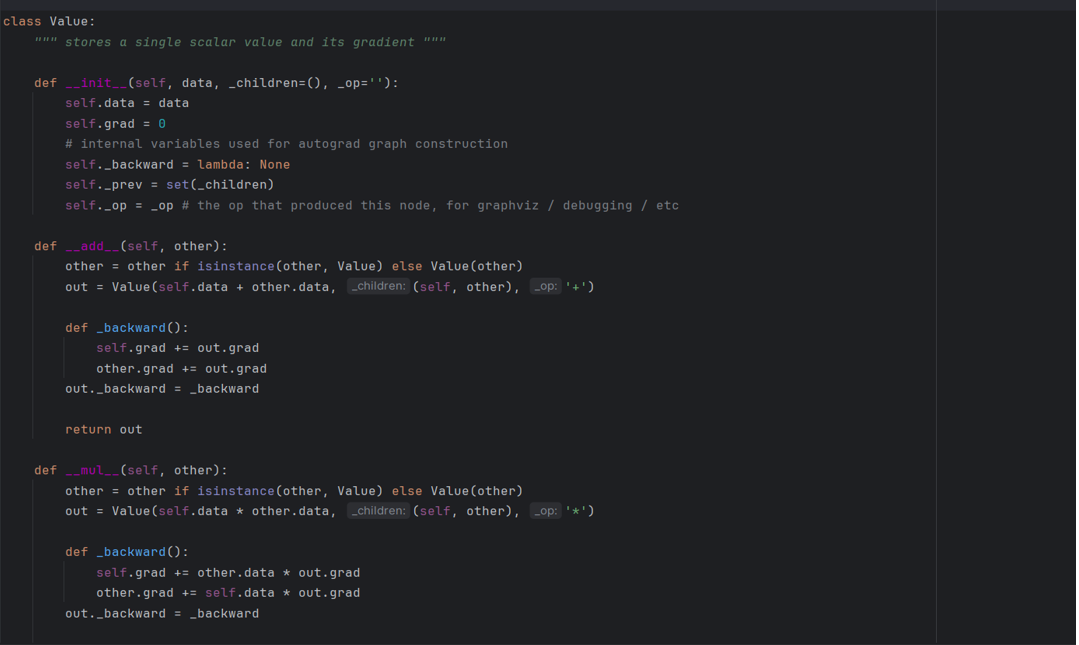 class Value:
    """ stores a single scalar value and its gradient """

    def __init__(self, data, _children=(), _op=''):
        self.data = data
        self.grad = 0
        # internal variables used for autograd graph construction
        self._backward = lambda: None
        self._prev = set(_children)
        self._op = _op # the op that produced this node, for graphviz / debugging / etc

    def __add__(self, other):
        other = other if isinstance(other, Value) else Value(other)
        out = Value(self.data + other.data, _children: (self, other), _op: '+')

        def _backward():
            self.grad += out.grad
            other.grad += out.grad
        out._backward = _backward

        return out

    def __mul__(self, other):
        other = other if isinstance(other, Value) else Value(other)
        out = Value(self.data * other.data, _children: (self, other), _op: '*')

        def _backward():
            self.grad += other.data * out.grad
            other.grad += self.data * out.grad
        out._backward = _backward